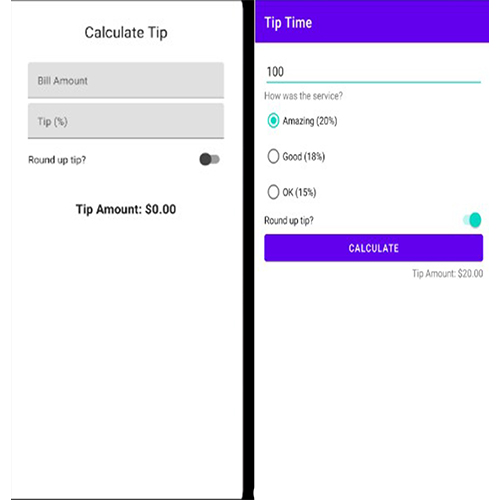 Calculate Tip
Bill Amount
Tip (%)
Round up tip?
Tip Amount: $0.00
Tip Time
100
How was the service?
Amazing (20%)
Good (18%)
OK (15%)
Round up tip?
CALCULATE
Tip Amount: $20.00